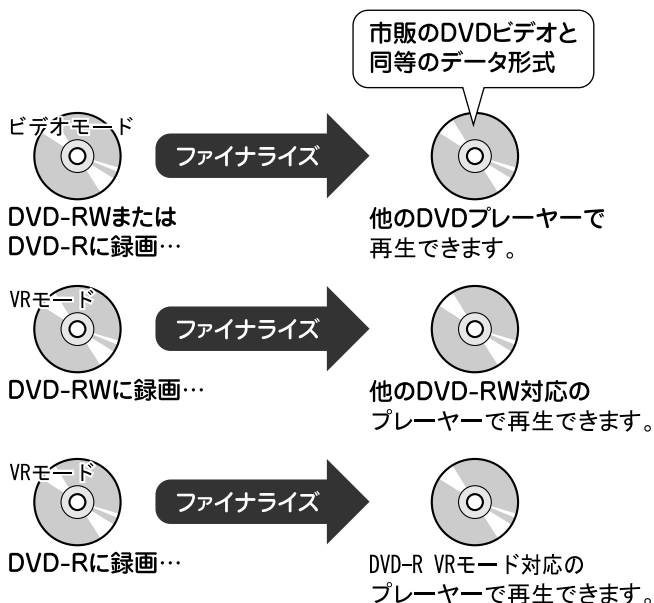 市販のDVDビデオと
同等のデータ形式
ビデオモード
ファイナライズ
DVD-RWまたは
DVD-Rに録画…
他のDVDプレーヤーで
再生できます。
VRモード
ファイナライズ
DVD-RWに録画…
他のDVD-RW対応の
プレーヤーで再生できます。
VRモード
ファイナライズ
DVD-Rに録画…
DVD-R VRモード対応の
プレーヤーで再生できます。